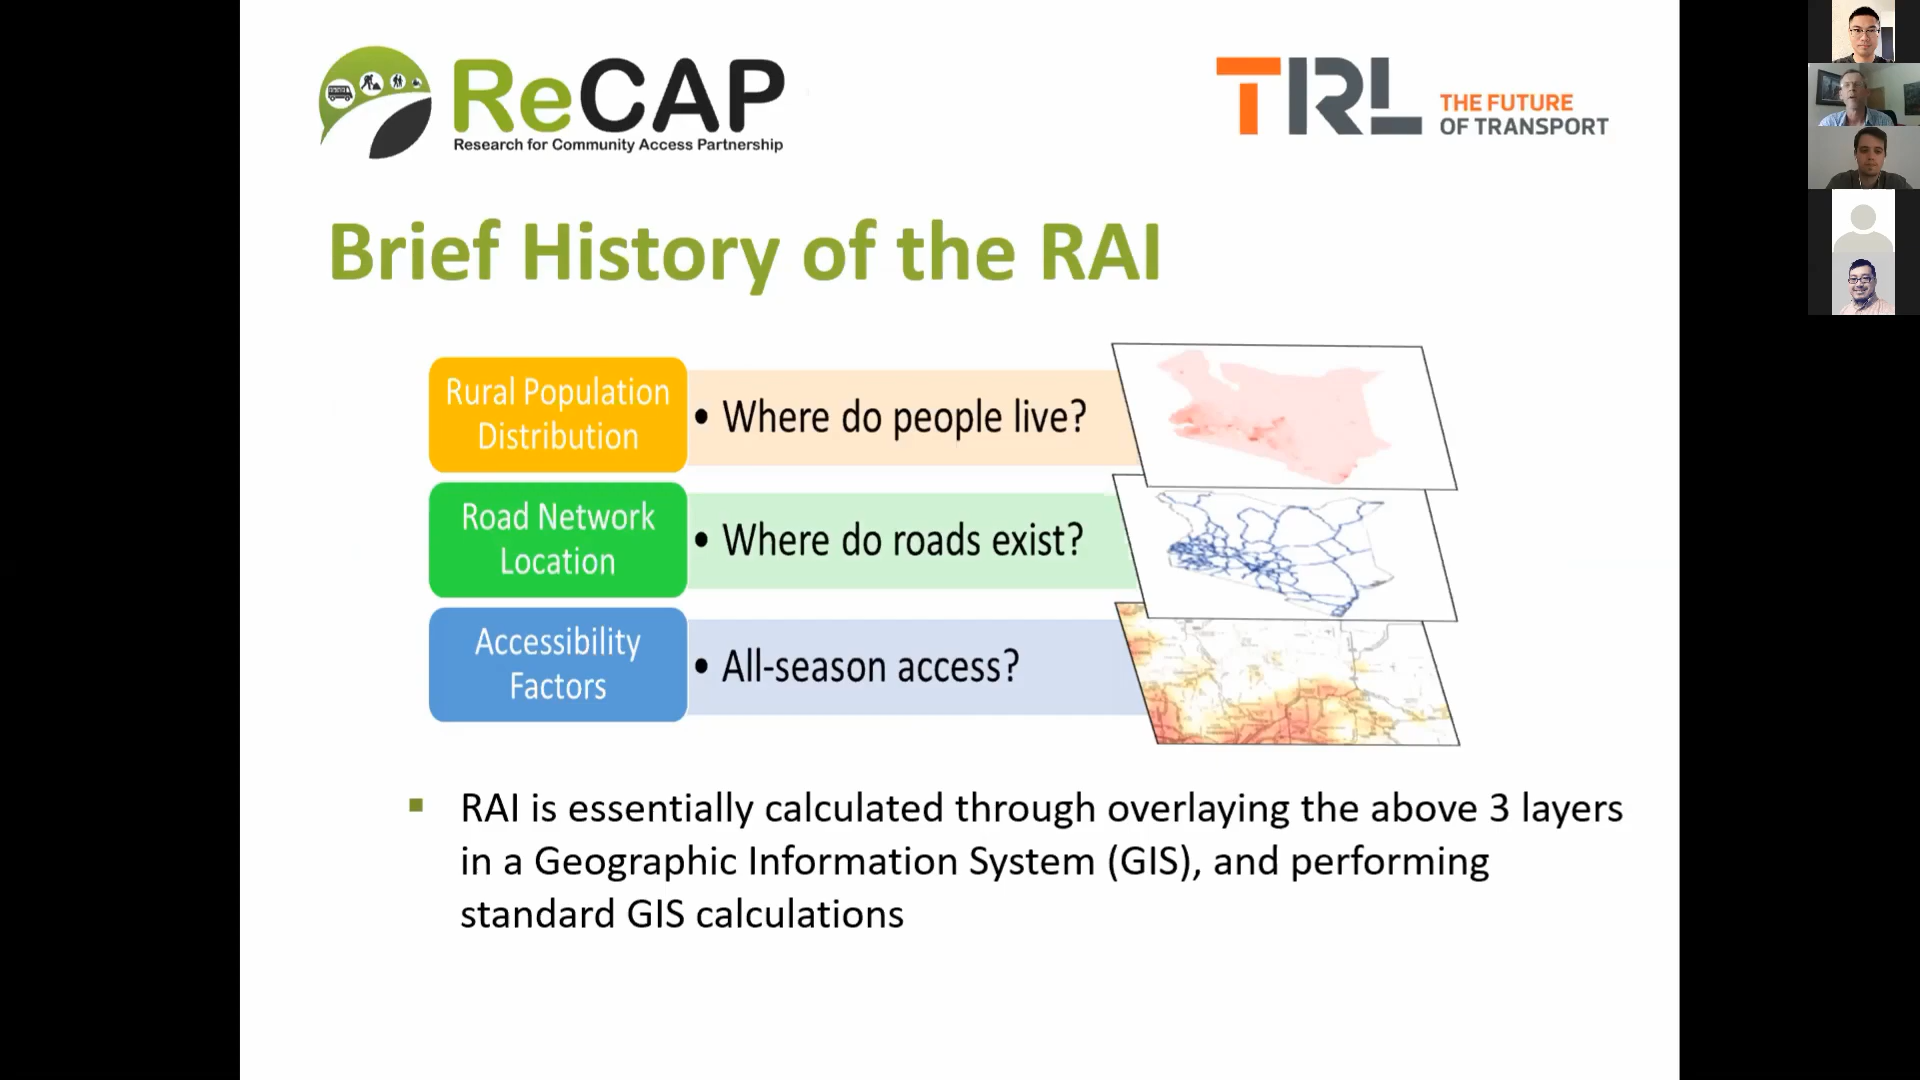 ReCAP
Research for Community Access Partnership
TRL
THE FUTURE
OF TRANSPORT
Brief History of the RAI
Rural Population
Distribution
• Where do people live?
Road Network
Location
• Where do roads exist?
Accessibility
Factors
• All-season access?
▪ RAI is essentially calculated through overlaying the above 3 layers
in a Geographic Information System (GIS), and performing
standard GIS calculations